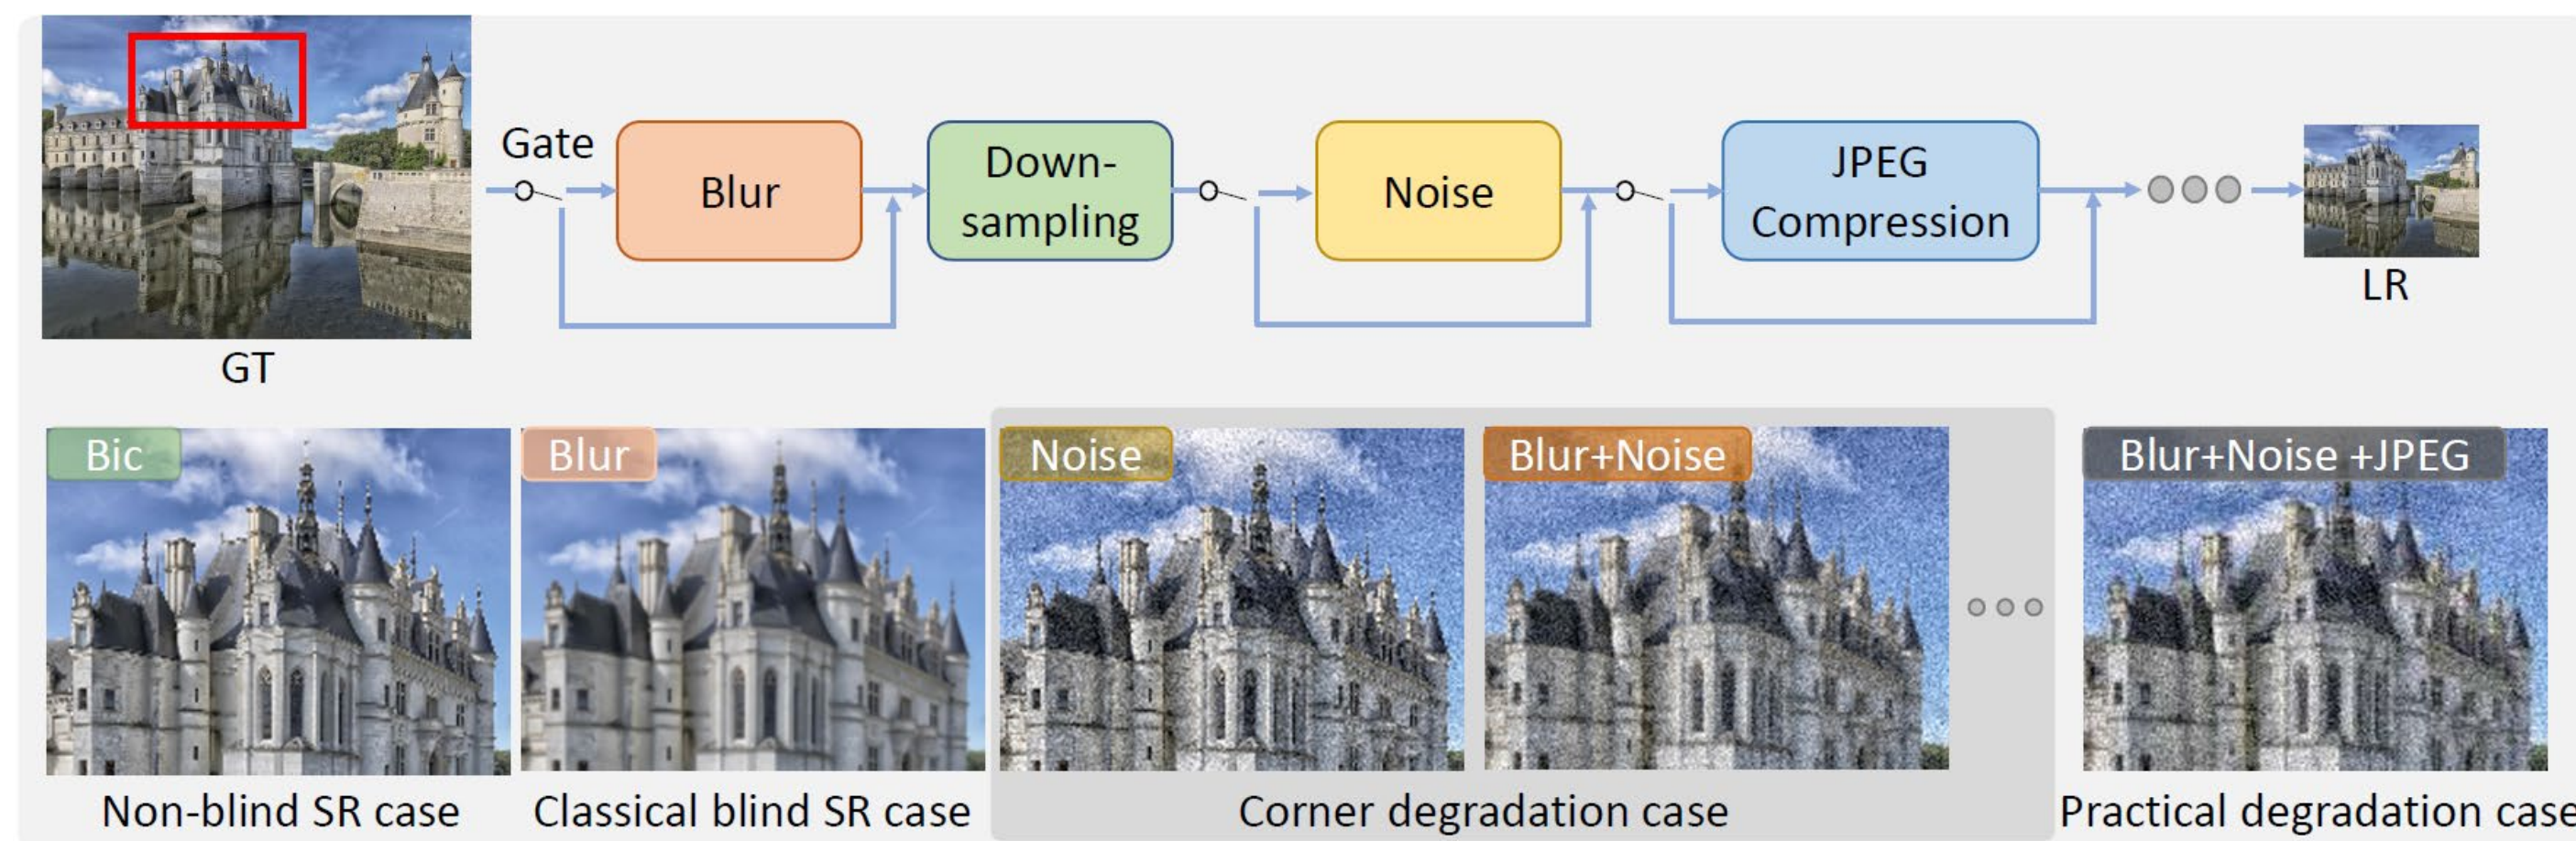 Gate
Blur
Down-
sampling
Noise
JPEG
Compression
LR
GT
Bic
Blur
Noise
Blur+Noise
Blur+Noise +JPEG
Non-blind SR case
Classical blind SR case
Corner degradation case
Practical degradation case